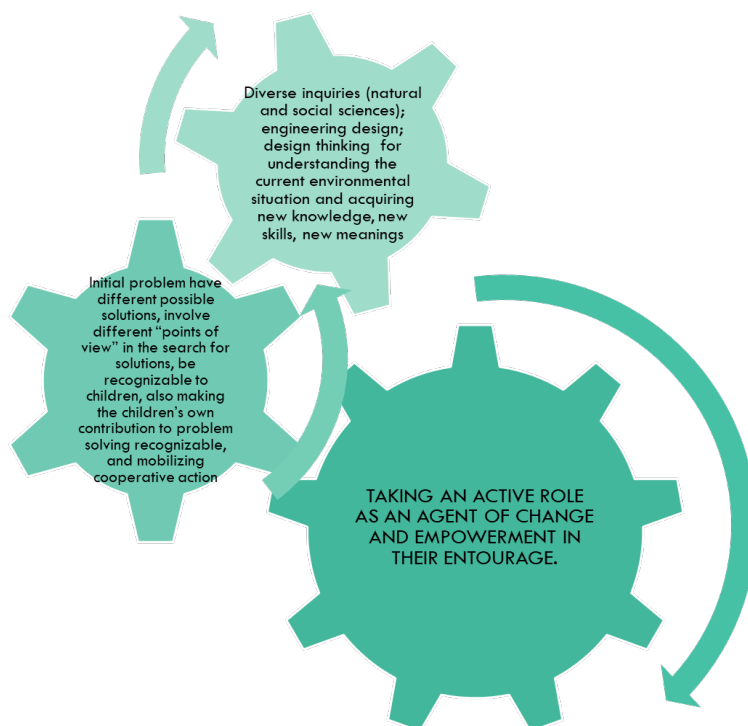 Diverse inquiries (natural
and social sciences);
engineering design;
design thinking for
understanding the
current environmental
situation and acquiring
new knowledge, new
skills, new meanings
Initial problem have
different possible
solutions, involve
different “points of
view” in the search for
solutions, be
recognizable to
children, also making
the children’s own
contribution to problem
solving recognizable,
and mobilizing
cooperative action
TAKING AN ACTIVE ROLE
AS AN AGENT OF CHANGE
AND EMPOWERMENT IN
THEIR ENTOURAGE.